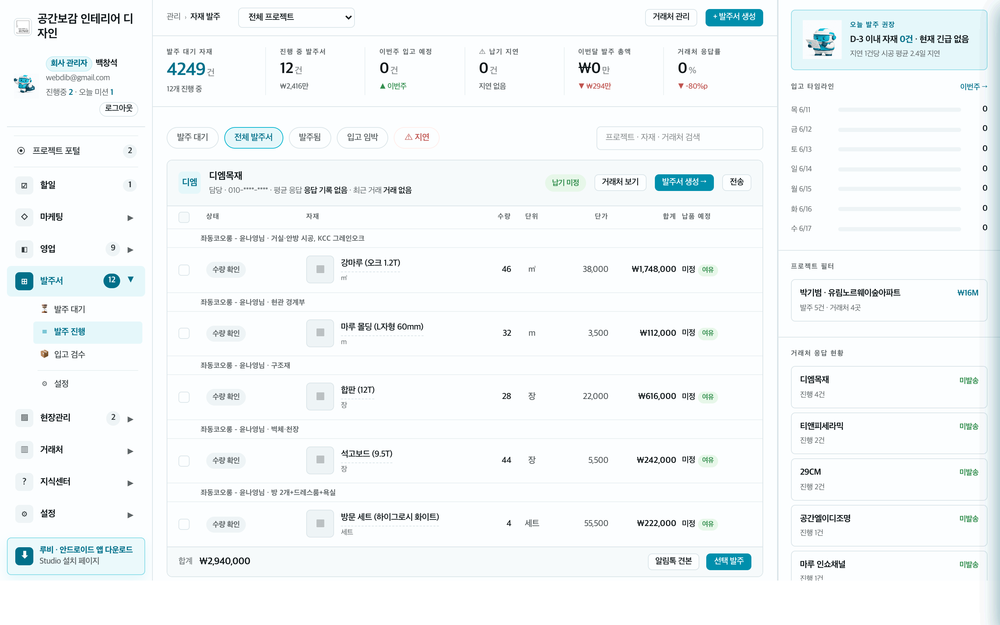 공간보감 인테리어 디
자인
회사 관리자 백창석
webdib@gmail.com
진행중 2 · 오늘 미션 1
로그아웃
프로젝트 포털 2
할일 1
마케팅 ▶
영업 9 ▶
발주서 12 ▼
발주 대기
발주 진행
입고 검수
설정
현장관리 2 ▶
거래처 ▶
? 지식센터 ▶
설정 ▶
루비 · 안드로이드 앱 다운로드
Studio 설치 페이지
관리 › 자재 발주
전체 프로젝트
거래처 관리
+ 발주서 생성
발주 대기 자재
4249건
12개 진행 중
진행 중 발주서
12건
₩2,416만
이번주 입고 예정
0건
▲ 이번주
⚠ 납기 지연
0건
지연 없음
이번달 발주 총액
₩0만
▼ ₩294만
거래처 응답률
0%
▼ -80%p
발주 대기
전체 발주서
발주됨
입고 임박
⚠ 지연
프로젝트 · 자재 · 거래처 검색
디엠
디엠목재
담당 · 010-****-**** · 평균 응답 응답 기록 없음 · 최근 거래 거래 없음
납기 미정
거래처 보기
발주서 생성 →
전송
상태 자재 수량 단위 단가 합계 납품 예정
좌동코오롱 - 윤나영님 · 거실·안방 시공, KCC 그레인오크
수량 확인 강마루 (오크 1.2T) 46 ㎡ 38,000 ₩1,748,000 미정 여유
㎡
좌동코오롱 - 윤나영님 · 현관 경계부
수량 확인 마루 몰딩 (L자형 60mm) 32 m 3,500 ₩112,000 미정 여유
m
좌동코오롱 - 윤나영님 · 구조재
수량 확인 합판 (12T) 28 장 22,000 ₩616,000 미정 여유
장
좌동코오롱 - 윤나영님 · 벽체·천장
수량 확인 석고보드 (9.5T) 44 장 5,500 ₩242,000 미정 여유
장
좌동코오롱 - 윤나영님 · 방 2개+드레스룸+욕실
수량 확인 방문 세트 (하이그로시 화이트) 4 세트 55,500 ₩222,000 미정 여유
세트
합계 ₩2,940,000
알림톡 견본
선택 발주
오늘 발주 권장
D-3 이내 자재 0건 · 현재 긴급 없음
지연 1건당 시공 평균 2.4일 지연
입고 타임라인 이번주 →
목 6/11 0
금 6/12 0
토 6/13 0
일 6/14 0
월 6/15 0
화 6/16 0
수 6/17 0
프로젝트 필터
박기범 · 유림노르웨이숲아파트 ₩16M
발주 5건 · 거래처 4곳
거래처 응답 현황
디엠목재 미발송
진행 4건
티앤피세라믹 미발송
진행 2건
29CM 미발송
진행 2건
공간엘이디조명 미발송
진행 1건
마루 인쇼채널 미발송
진행 1건